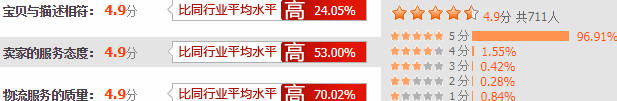 宝贝与描述相符： 4.9分 比同行业平均水平 高 24.05%
卖家的服务态度： 4.9分 比同行业平均水平 高 53.00%
物流服务的质量： 4.9分 比同行业平均水平 高 70.02%
4.9分 共711人
5 分 96.91%
4 分 1.55%
3 分 0.42%
2 分 0.28%
1 分 0.84%